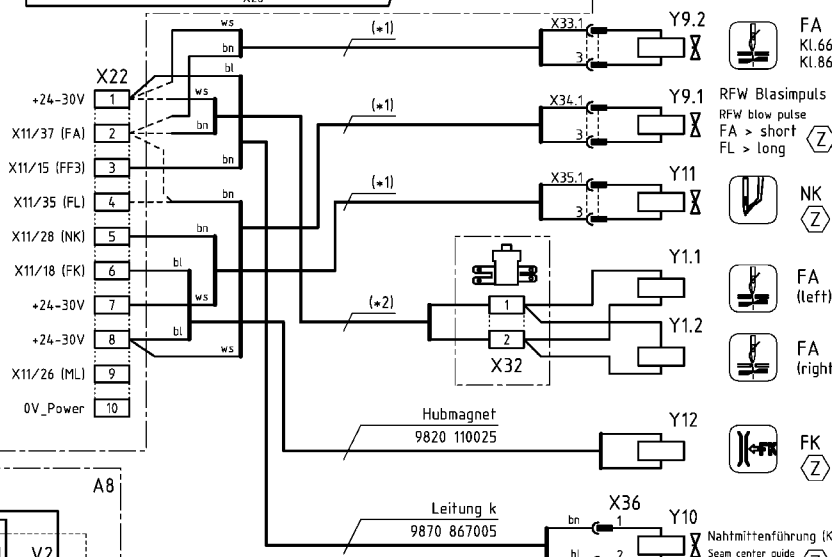 ws
(*1)
X33.1
Y9.2
FA
bn
Kl.66
3
Kl.86
X22
bl
+24-30V
1
ws
(*1)
X34.1
Y9.1
RFW Blasimpuls
RFW blow pulse
X11/37 (FA)
2
bn
3
FA > short
Z
FL > long
X11/15 (FF3)
3
bn
(*1)
X35.1
Y11
X11/35 (FL)
4
bn
3
NK
Z
X11/28 (NK)
5
bn
X11/18 (FK)
6
bl
Y1.1
FA
(left)
+24-30V
7
ws
(*2)
1
+24-30V
8
bl
2
Y1.2
ws
X32
FA
(right
X11/26 (ML)
9
0V_Power
10
Hubmagnet
9820 110025
Y12
FK
FK
Z
A8
Leitung k
9870 867005
X36
bn
1
Y10
Nahtmittenführung (K
V2
bl
2
Seam center guide